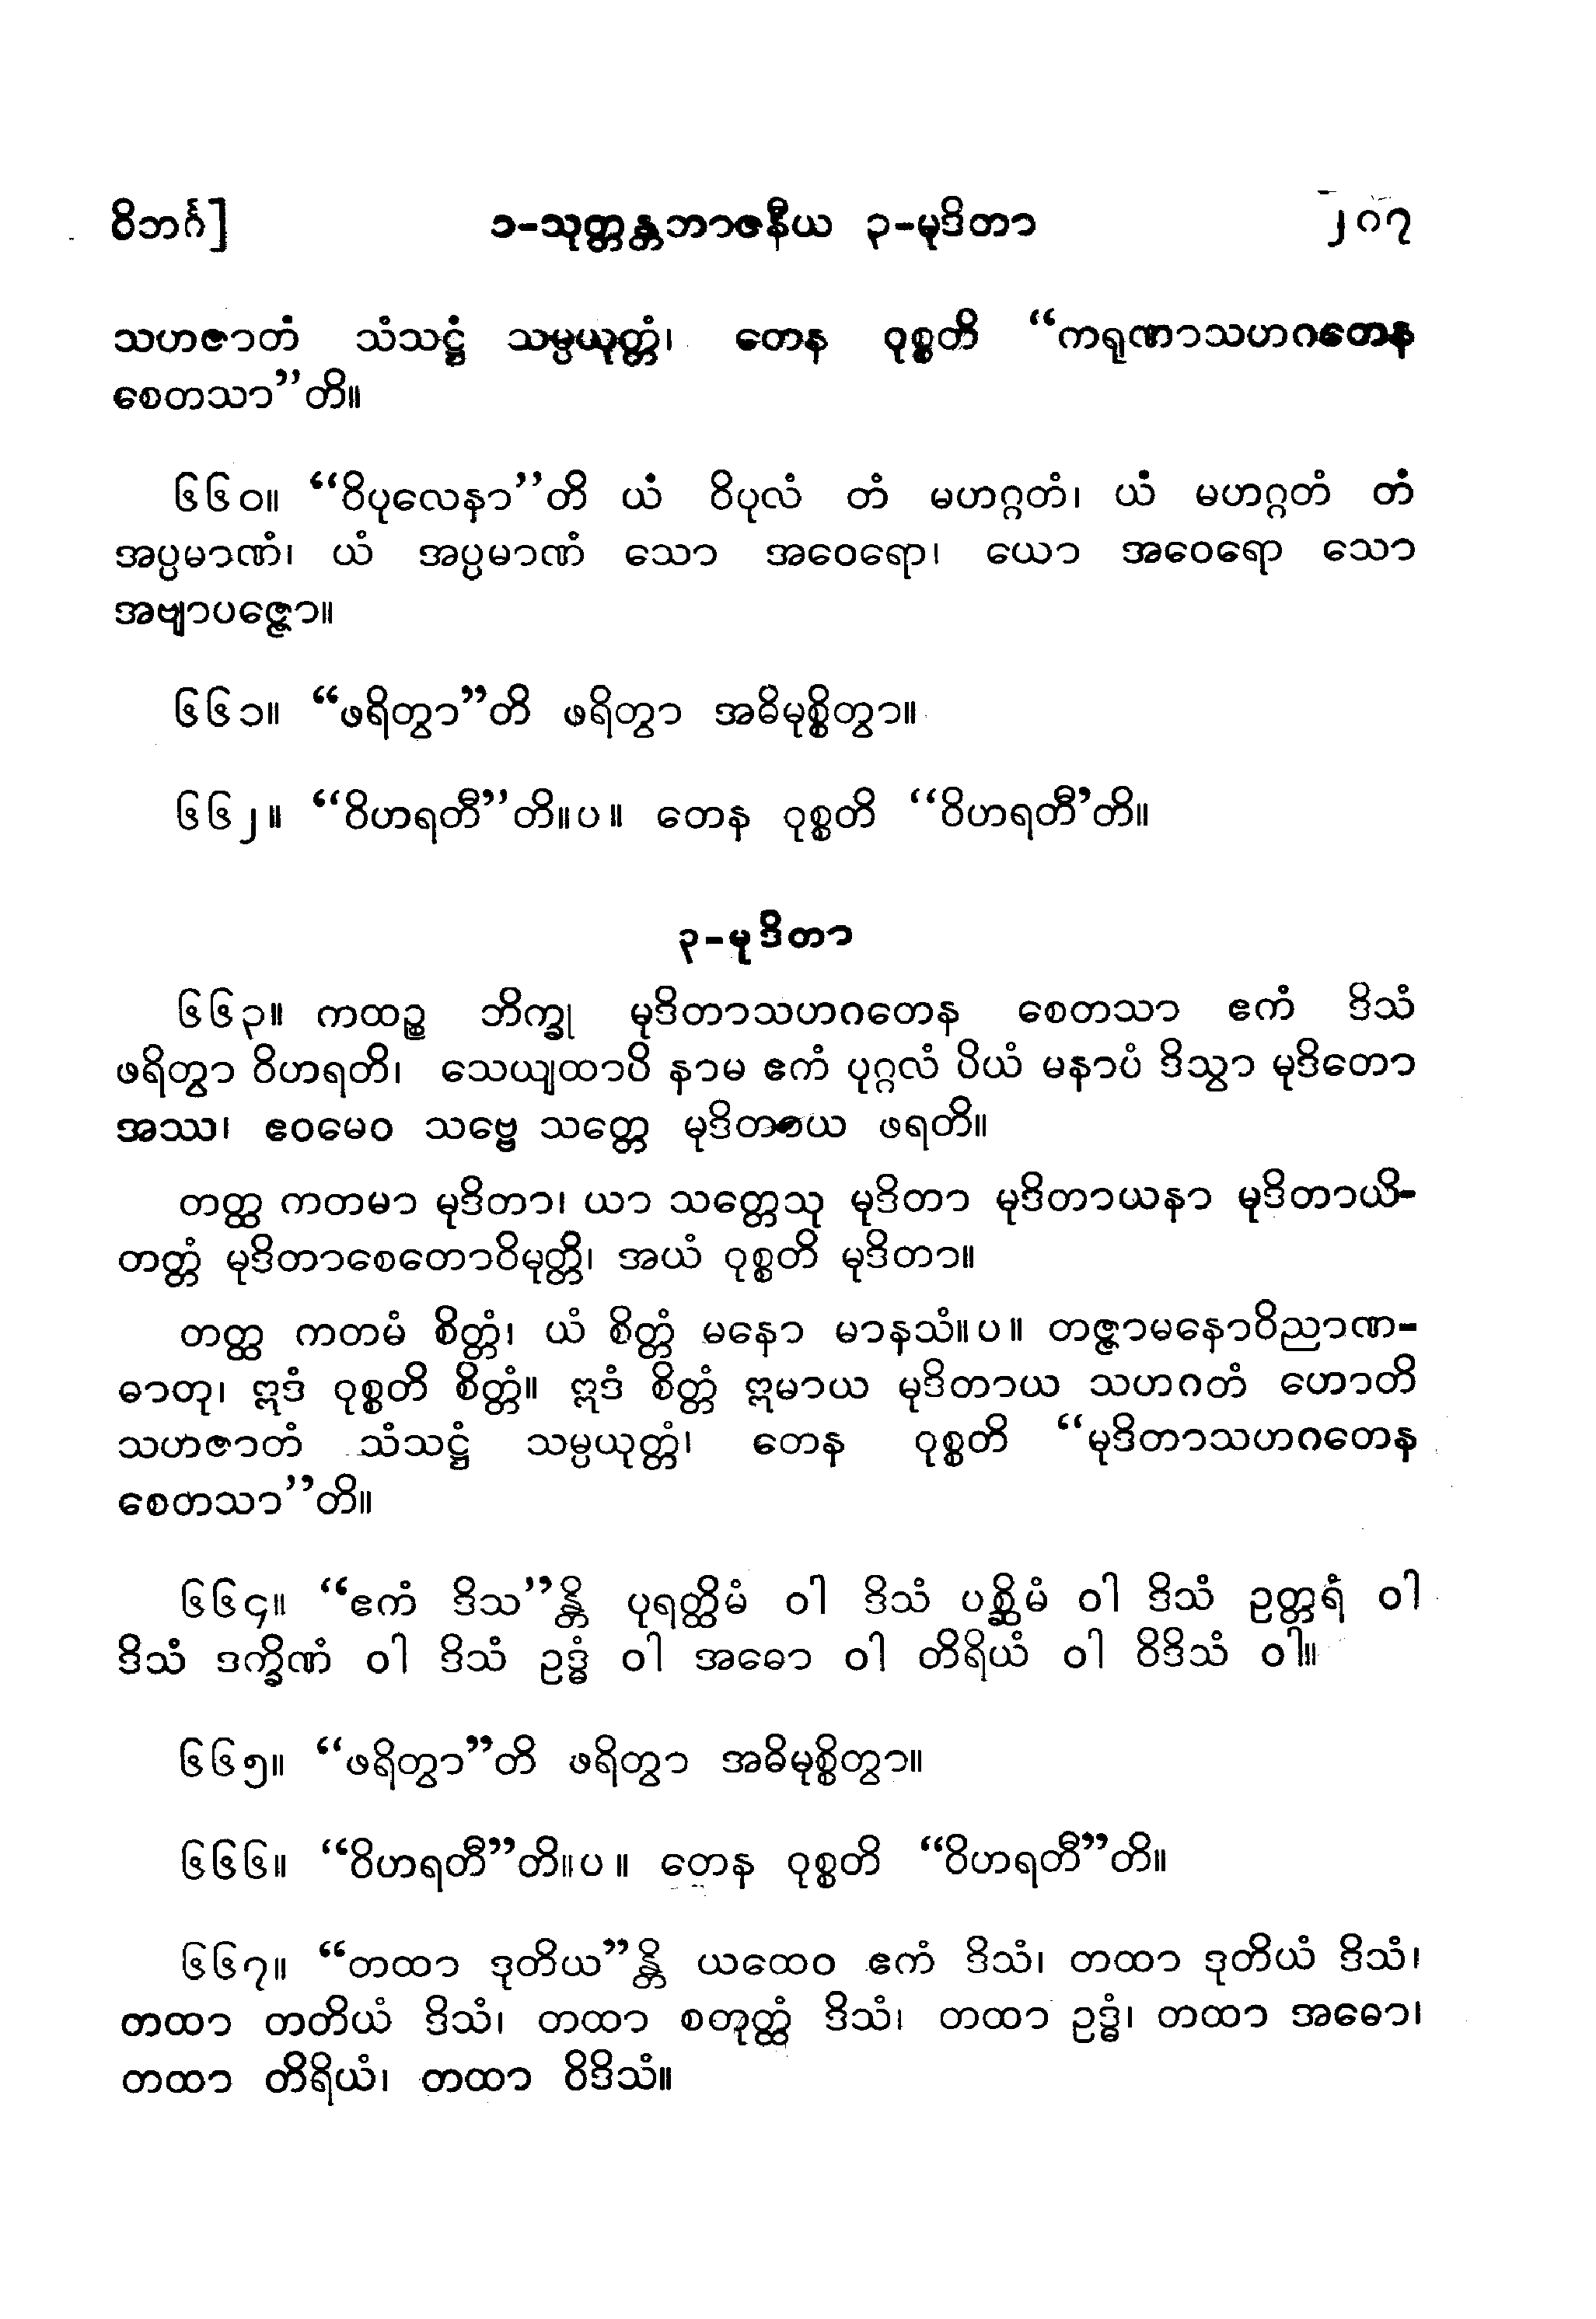 ဝိဘင်္ဂ] ၁-သုတ္တန္တဘာဇနီယ ၃-မုဒိတာ ၂၈၇
သဟဇာတံ သံသဋ္ဌံ သမ္ပယုတ္တံ၊ တေန ဝုစ္စတိ “ကရုဏာသဟဂတေန
စေတသာ”တိ။
၆၆၀။ “ဝိပုလေနာ”တိ ယံ ဝိပုလံ တံ မဟဂ္ဂတံ၊ ယံ မဟဂ္ဂတံ တံ
အပ္ပမာဏံ၊ ယံ အပ္ပမာဏံ သော အဝေရော၊ ယော အဝေရော သော
အဗျာပဇ္ဇော။
၆၆၁။ “ဖရိတွာ”တိ ဖရိတွာ အဓိမုစ္စိတွာ။
၆၆၂။ “ဝိဟရတီ”တိ။ပ။ တေန ဝုစ္စတိ “ဝိဟရတီ’တိ။
၃-မုဒိတာ
၆၆၃။ ကထဉ္စ ဘိက္ခု မုဒိတာသဟဂတေန စေတသာ ဧကံ ဒိသံ
ဖရိတွာ ဝိဟရတိ၊ သေယျထာပိ နာမ ဧကံ ပုဂ္ဂလံ ပိယံ မနာပံ ဒိသွာ မုဒိတော
အဿ၊ ဧဝမေဝ သဗ္ဗေ သတ္တေ မုဒိတာယ ဖရတိ။
တတ္ထ ကတမာ မုဒိတာ၊ ယာ သတ္တေသု မုဒိတာ မုဒိတာယနာ မုဒိတာယိ-
တတ္တံ မုဒိတာစေတောဝိမုတ္တိ၊ အယံ ဝုစ္စတိ မုဒိတာ။
တတ္ထ ကတမံ စိတ္တံ၊ ယံ စိတ္တံ မနော မာနသံ။ပ။ တဇ္ဇာမနောဝိညာဏ-
ဓာတု၊ ဣဒံ ဝုစ္စတိ စိတ္တံ။ ဣဒံ စိတ္တံ ဣမာယ မုဒိတာယ သဟဂတံ ဟောတိ
သဟဇာတံ သံသဋ္ဌံ သမ္ပယုတ္တံ၊ တေန ဝုစ္စတိ “မုဒိတာသဟဂတေန
စေတသာ”တိ။
၆၆၄။ “ဧကံ ဒိသ”န္တိ ပုရတ္ထိမံ ဝါ ဒိသံ ပစ္ဆိမံ ဝါ ဒိသံ ဥတ္တရံ ဝါ
ဒိသံ ဒက္ခိဏံ ဝါ ဒိသံ ဥဒ္ဓံ ဝါ အဓော ဝါ တိရိယံ ဝါ ဝိဒိသံ ဝါ။
၆၆၅။ “ဖရိတွာ”တိ ဖရိတွာ အဓိမုစ္စိတွာ။
၆၆၆။ “ဝိဟရတီ”တိ။ပ။ တေန ဝုစ္စတိ “ဝိဟရတီ”တိ။
၆၆၇။ “တထာ ဒုတိယ”န္တိ ယထေဝ ဧကံ ဒိသံ၊ တထာ ဒုတိယံ ဒိသံ၊
တထာ တတိယံ ဒိသံ၊ တထာ စတုတ္ထံ ဒိသံ၊ တထာ ဥဒ္ဓံ၊ တထာ အဓော၊
တထာ တိရိယံ၊ တထာ ဝိဒိသံ။